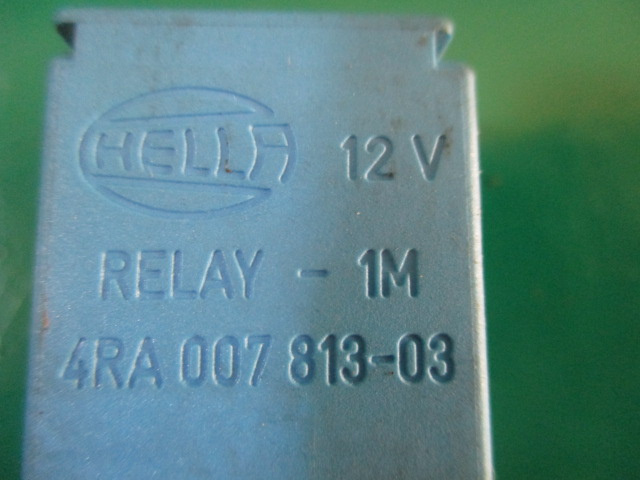 HELLA 12 V
RELAY - 1M
4RA 007 813-03